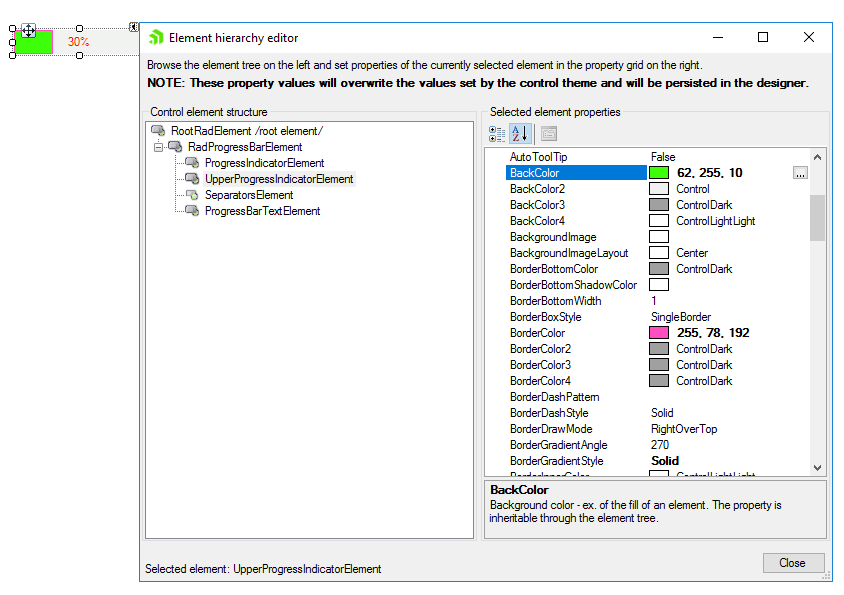 30%
Element hierarchy editor
Browse the element tree on the left and set properties of the currently selected element in the property grid on the right.
NOTE: These property values will overwrite the values set by the control theme and will be persisted in the designer.
Control element structure
RootRadElement /root element/
RadProgressBarElement
ProgressIndicatorElement
UpperProgressIndicatorElement
SeparatorsElement
ProgressBarTextElement
Selected element properties
AutoToolTip False
BackColor 62, 255, 10 ...
BackColor2 Control
BackColor3 ControlDark
BackColor4 ControlLightLight
BackgroundImage
BackgroundImageLayout Center
BorderBottomColor ControlDark
BorderBottomShadowColor
BorderBottomWidth 1
BorderBoxStyle SingleBorder
BorderColor 255, 78, 192
BorderColor2 ControlDark
BorderColor3 ControlDark
BorderColor4 ControlDark
BorderDashPattern
BorderDashStyle Solid
BorderDrawMode RightOverTop
BorderGradientAngle 270
BorderGradientStyle Solid
BorderInnerColor ControlLightLight
BackColor
Background color - ex. of the fill of an element. The property is
inheritable through the element tree.
Selected element: UpperProgressIndicatorElement
Close